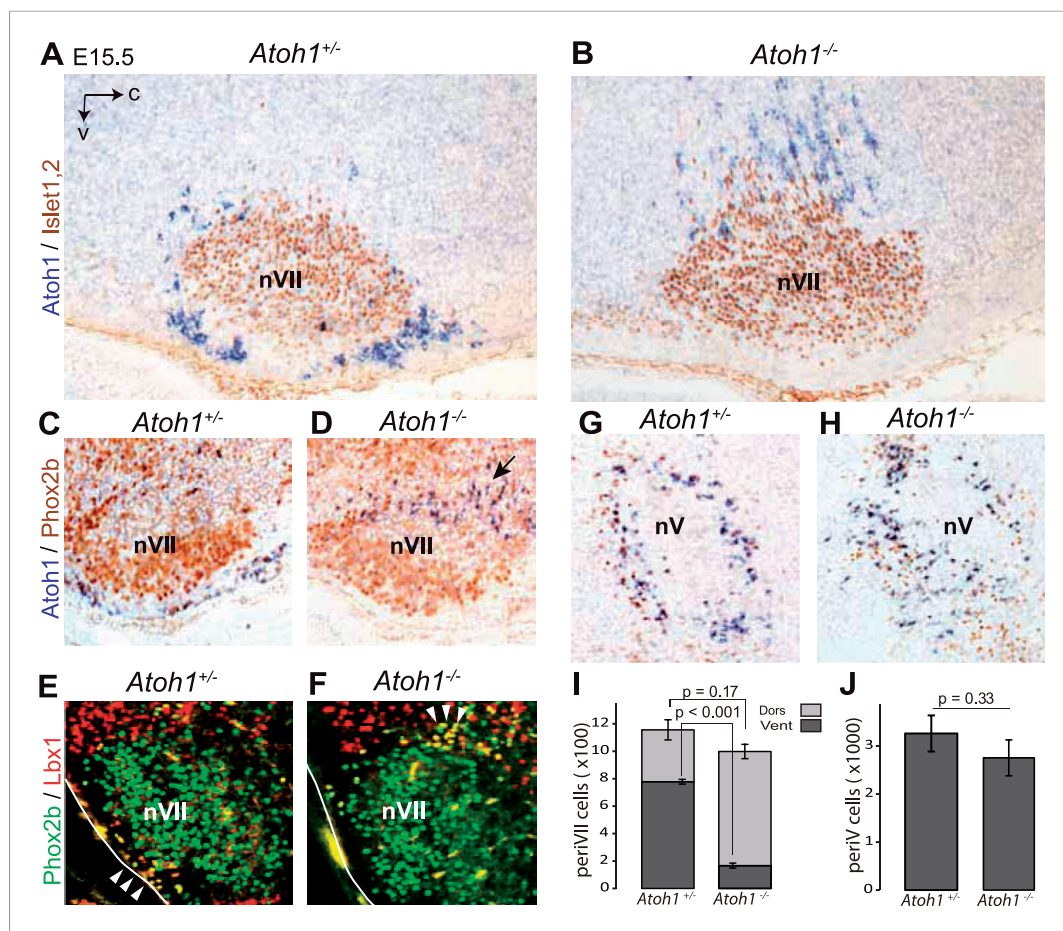 A E15.5 Atoh1+/-
B Atoh1-/-
c
v
Atoh1 / Islet1,2
nVII
nVII
C Atoh1+/-
D Atoh1-/-
G Atoh1+/-
H Atoh1-/-
Atoh1 / Phox2b
nVII
nVII
nV
nV
E Atoh1+/-
F Atoh1-/-
Phox2b / Lbx1
nVII
nVII
I
p = 0.17
p < 0.001
Dors
Vent
periVII cells ( x100)
12
10
8
6
4
2
0
Atoh1 +/-
Atoh1 -/-
J
p = 0.33
periV cells ( x1000)
3
2
1
0
Atoh1+/-
Atoh1-/-